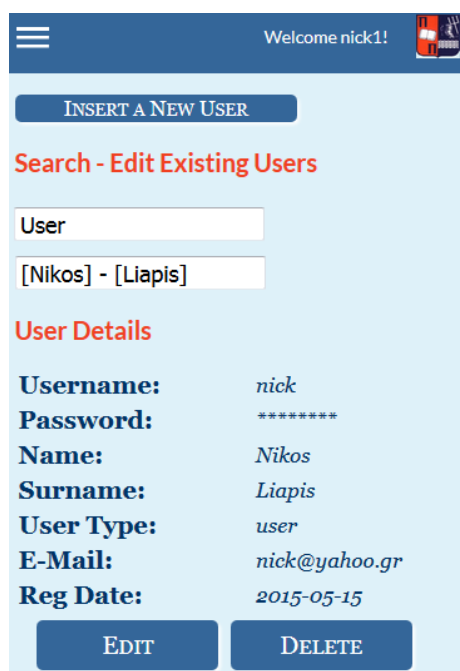 Welcome nick1!
INSERT A NEW USER
Search - Edit Existing Users
User
[Nikos] - [Liapis]
User Details
Username: nick
Password: ********
Name: Nikos
Surname: Liapis
User Type: user
E-Mail: nick@yahoo.gr
Reg Date: 2015-05-15
EDIT DELETE